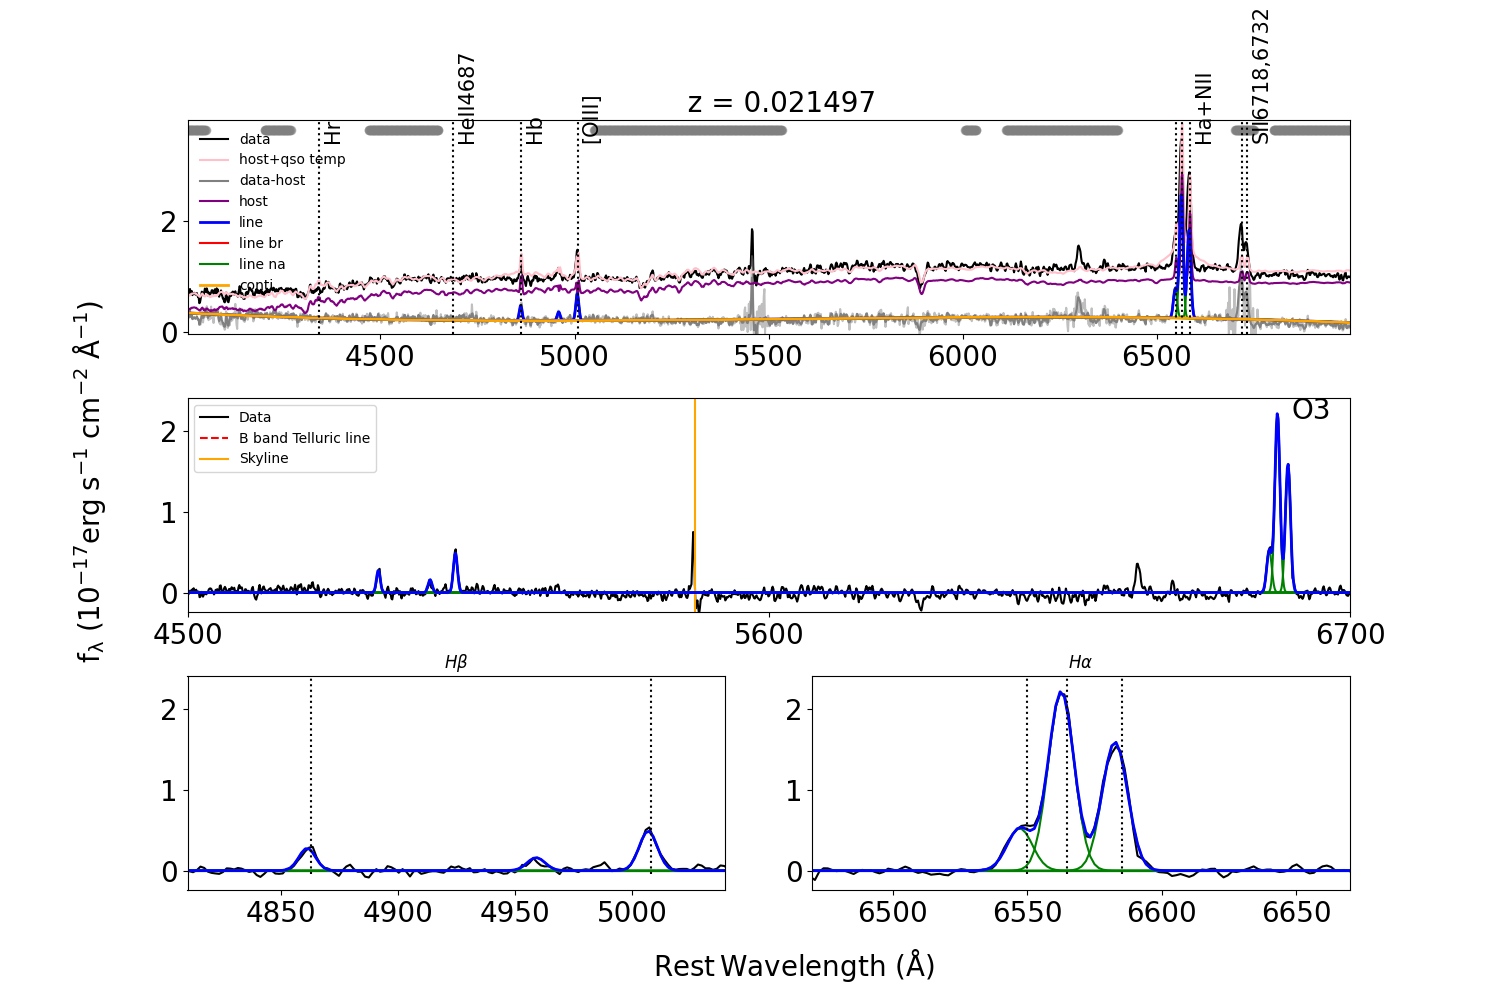 z = 0.021497
Hr
HeII4687
Hb
[OIII]
Ha+NII
SII6718,6732
data
host+qso temp
data-host
host
line
line br
line na
conti
2
0
4500
5000
5500
6000
6500
f_λ (10^{-17}erg s^{-1} cm^{-2} Å^{-1})
Data
B band Telluric line
Skyline
O3
2
1
0
4500
5600
6700
Hβ
2
1
0
4850
4900
4950
5000
Hα
2
1
0
6500
6550
6600
6650
Rest Wavelength (Å)